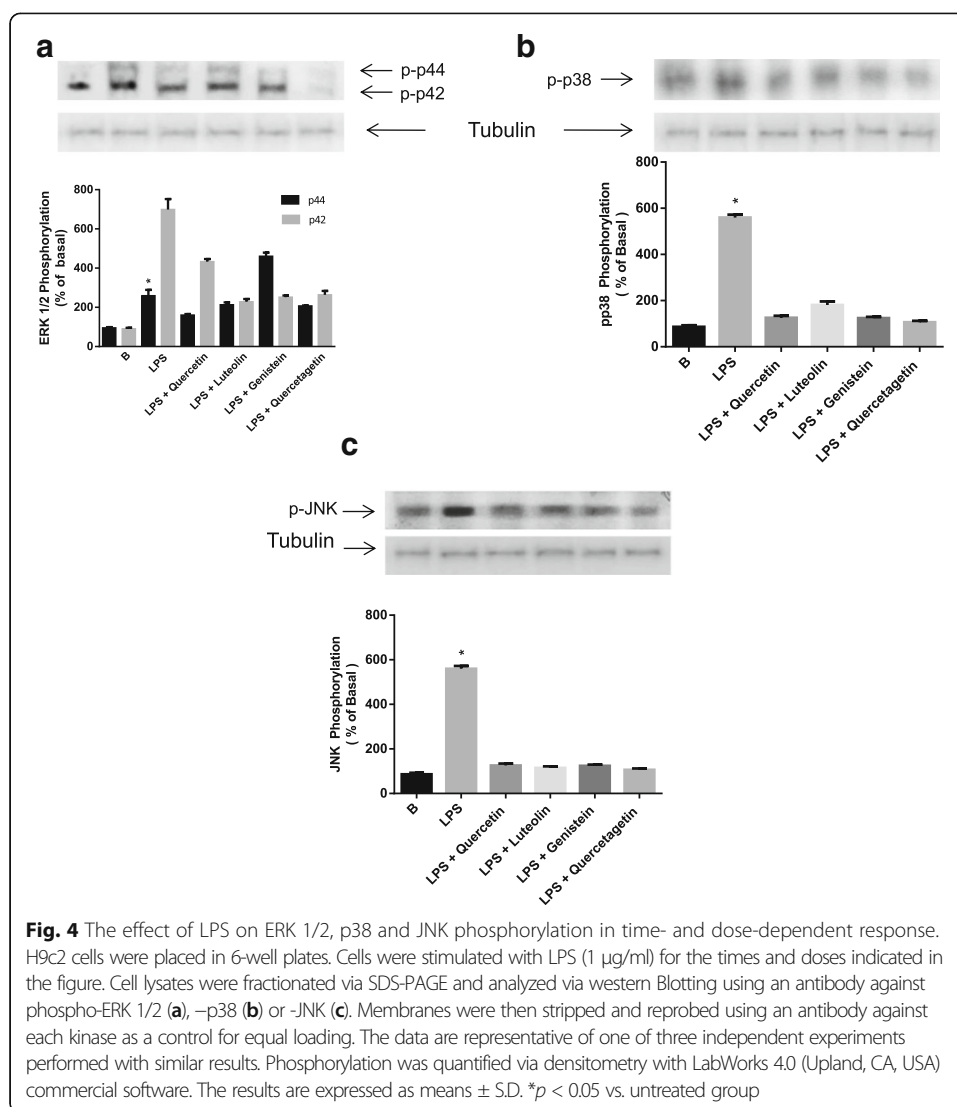 a
b
p-p44
p-p42
p-p38
Tubulin
800
600
400
200
0
ERK 1/2 Phosphorylation
(% of basal)
p44
p42
*
B
LPS
LPS + Quercetin
LPS + Luteolin
LPS + Genistein
LPS + Quercetagetin
800
600
400
200
0
pp38 Phosphorylation
( % of Basal )
*
B
LPS
LPS + Quercetin
LPS + Luteolin
LPS + Genistein
LPS + Quercetagetin
c
p-JNK
Tubulin
800
600
400
200
0
JNK Phosphorylation
( % of Basal )
*
B
LPS
LPS + Quercetin
LPS + Luteolin
LPS + Genistein
LPS + Quercetagetin
Fig. 4 The effect of LPS on ERK 1/2, p38 and JNK phosphorylation in time- and dose-dependent response.
H9c2 cells were placed in 6-well plates. Cells were stimulated with LPS (1 μg/ml) for the times and doses indicated in
the figure. Cell lysates were fractionated via SDS-PAGE and analyzed via western Blotting using an antibody against
phospho-ERK 1/2 (a), –p38 (b) or -JNK (c). Membranes were then stripped and reprobed using an antibody against
each kinase as a control for equal loading. The data are representative of one of three independent experiments
performed with similar results. Phosphorylation was quantified via densitometry with LabWorks 4.0 (Upland, CA, USA)
commercial software. The results are expressed as means ± S.D. *p < 0.05 vs. untreated group